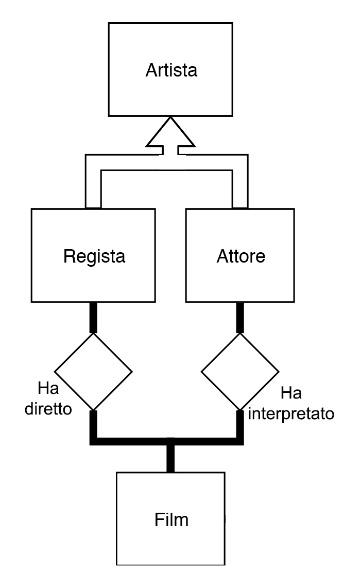 Artista
Regista
Attore
Ha
diretto
Ha
interpretato
Film